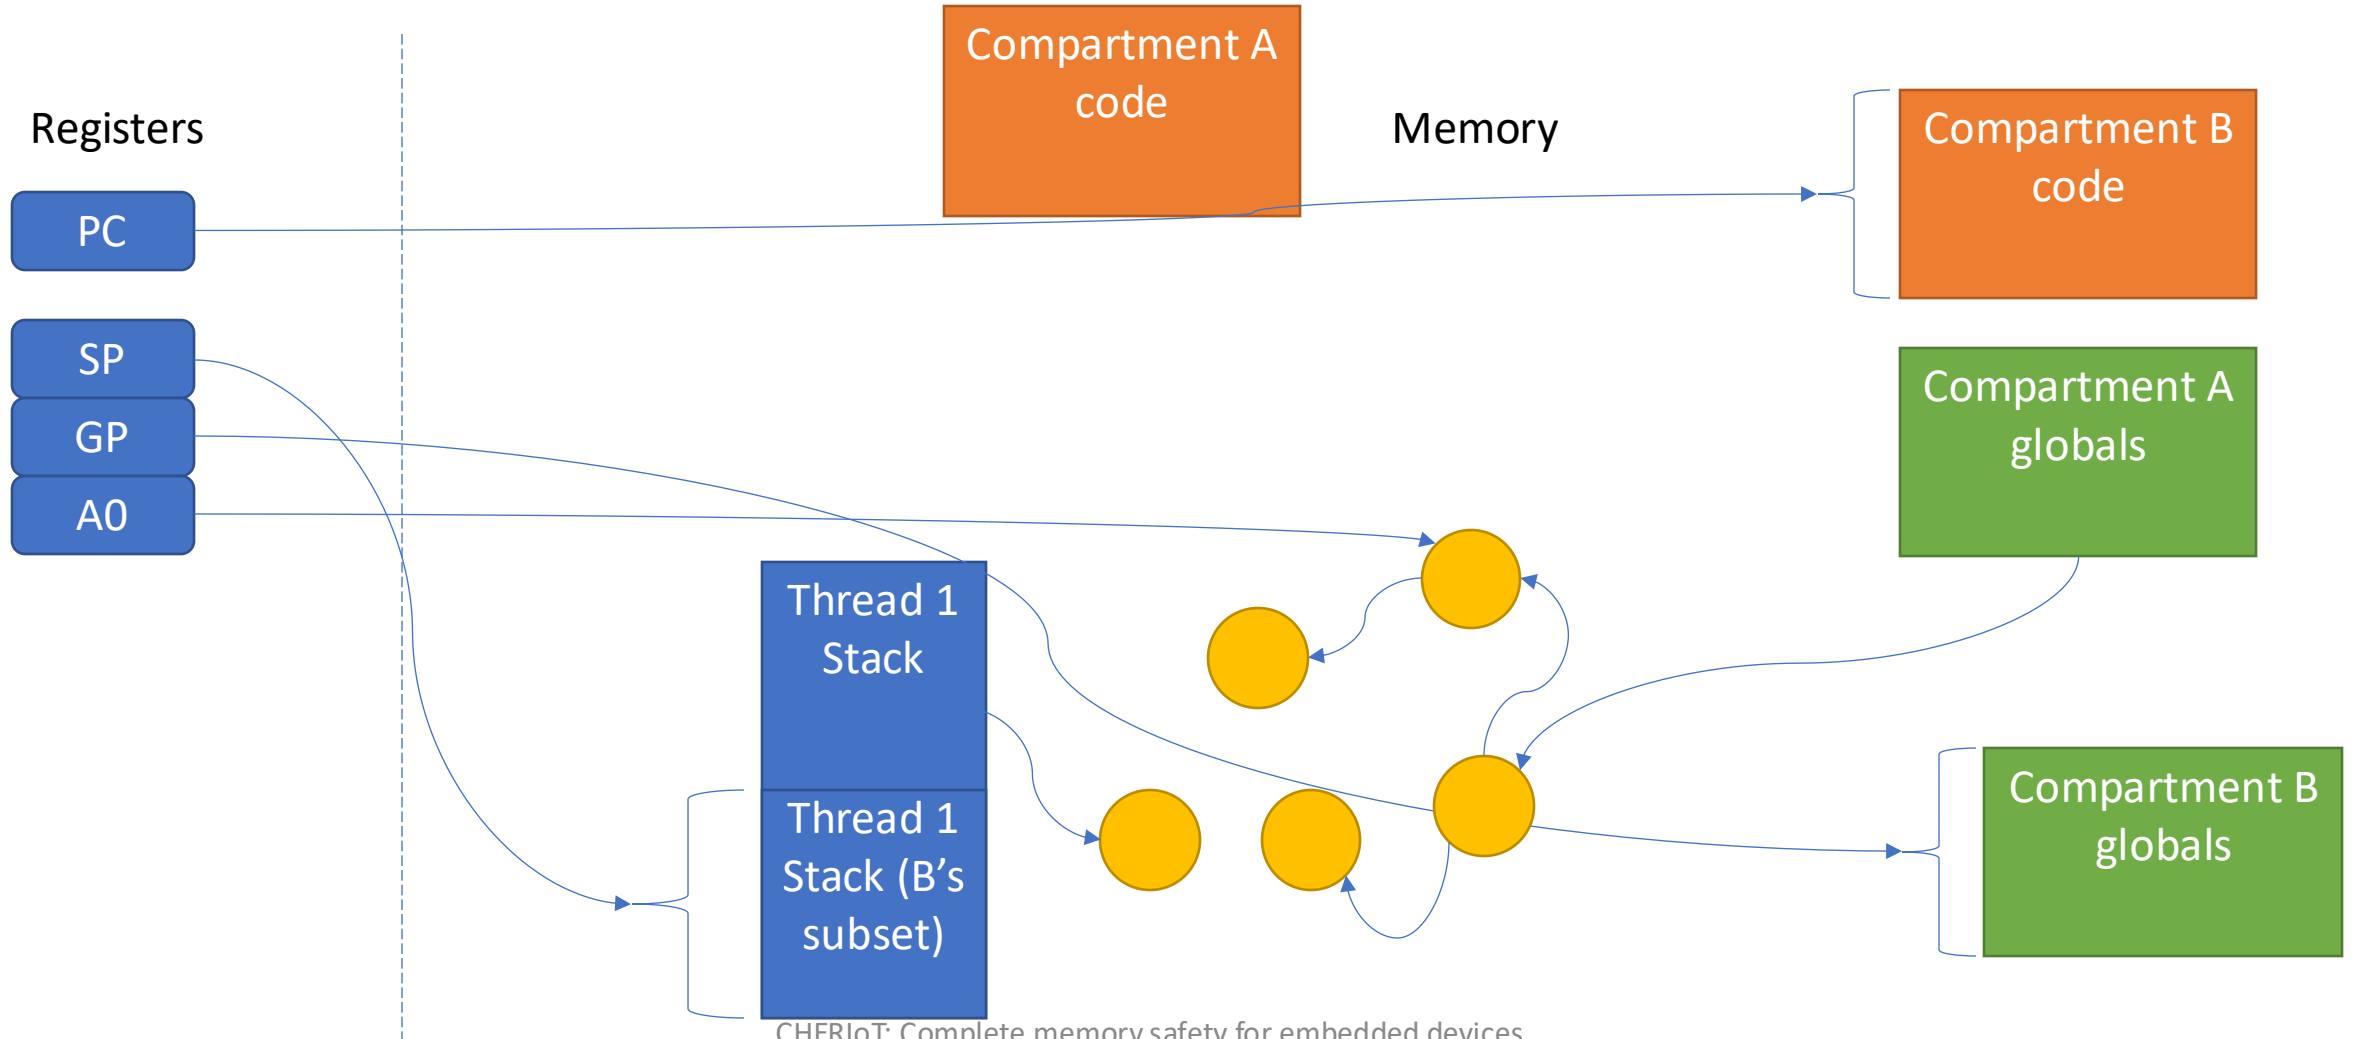 Compartment A
code
Registers
Memory
Compartment B
code
PC
SP
GP
A0
Compartment A
globals
Thread 1
Stack
Thread 1
Stack (B’s
subset)
Compartment B
globals
CHERIoT: Complete memory safety for embedded devices